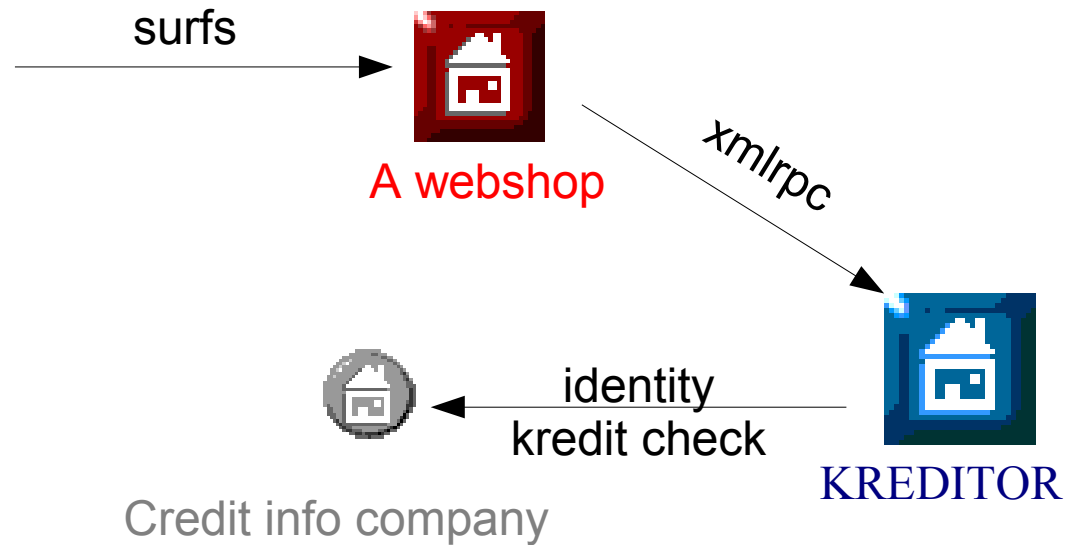 surfs
A webshop
xmlrpc
identity
kredit check
KREDITOR
Credit info company